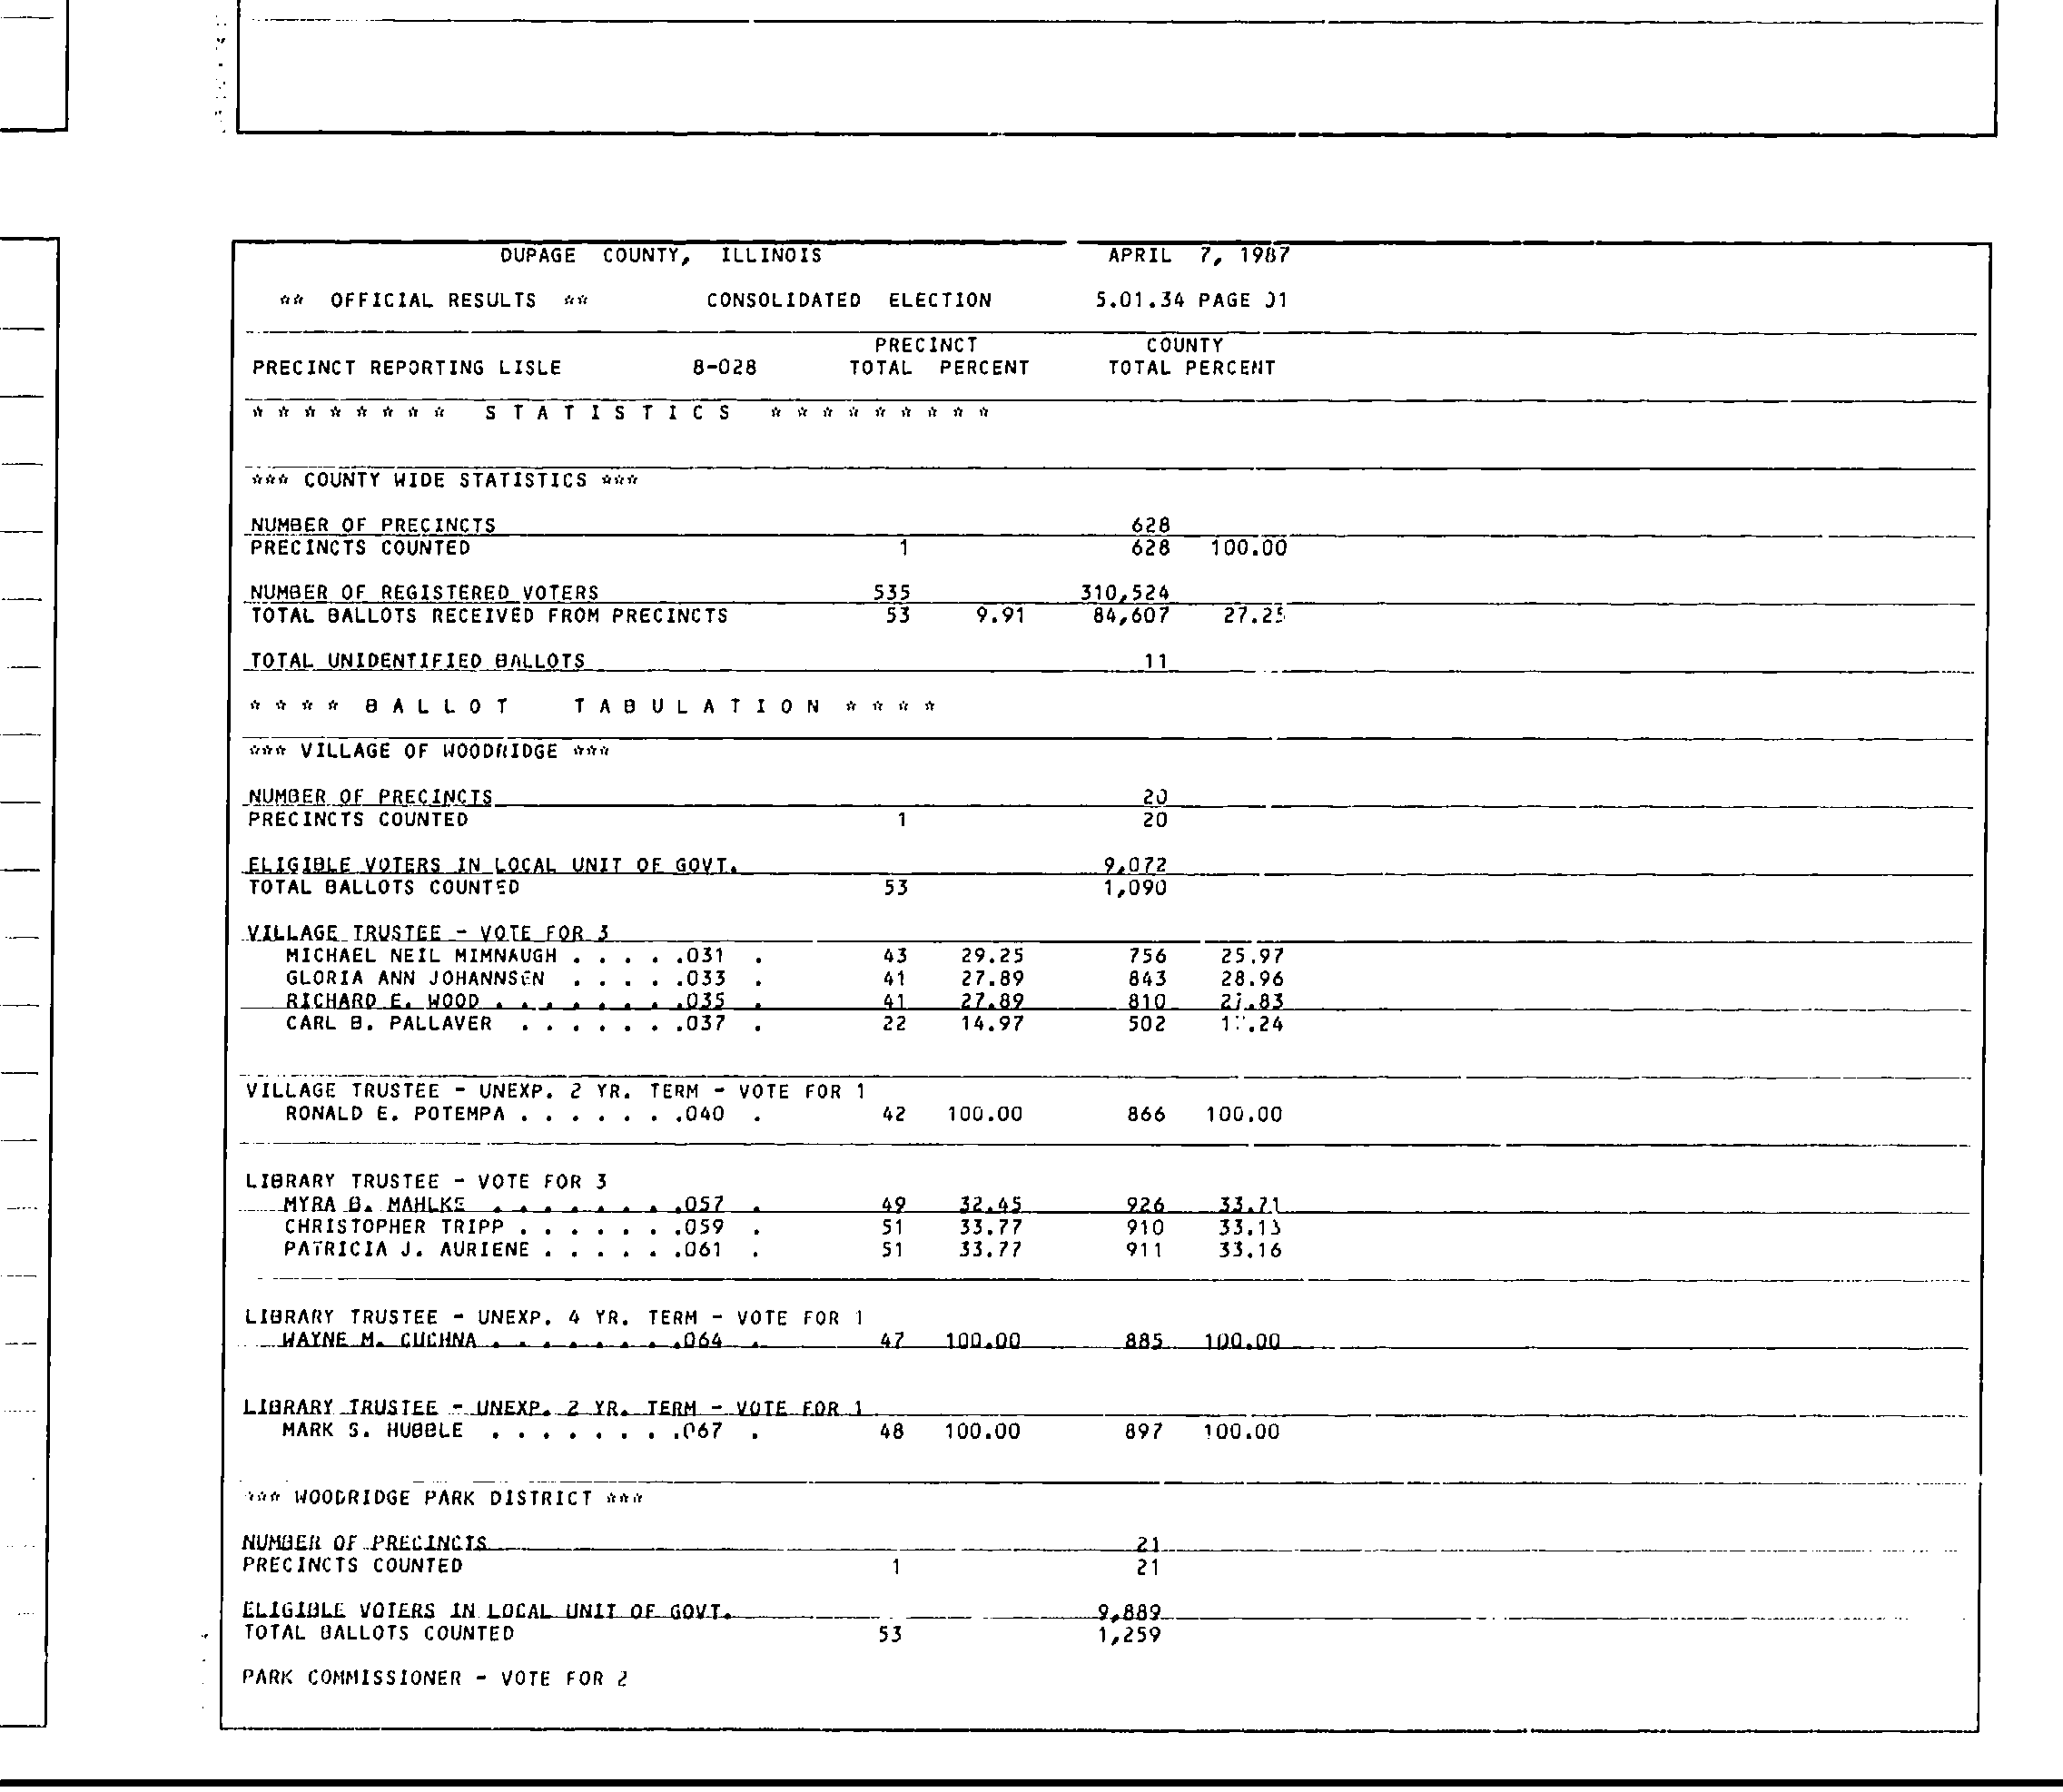 DUPAGE COUNTY, ILLINOIS APRIL 7, 1987
** OFFICIAL RESULTS ** CONSOLIDATED ELECTION 5.01.34 PAGE 01
PRECINCT COUNTY
PRECINCT REPORTING LISLE 8-028 TOTAL PERCENT TOTAL PERCENT
* * * * * * * * S T A T I S T I C S * * * * * * * * *
*** COUNTY WIDE STATISTICS ***
NUMBER OF PRECINCTS 628
PRECINCTS COUNTED 1 628 100.00
NUMBER OF REGISTERED VOTERS 535 310,524
TOTAL BALLOTS RECEIVED FROM PRECINCTS 53 9.91 84,607 27.25
TOTAL UNIDENTIFIED BALLOTS 11
* * * * B A L L O T T A B U L A T I O N * * * *
*** VILLAGE OF WOODRIDGE ***
NUMBER OF PRECINCTS 20
PRECINCTS COUNTED 1 20
ELIGIBLE VOTERS IN LOCAL UNIT OF GOVT. 9,072
TOTAL BALLOTS COUNTED 53 1,090
VILLAGE TRUSTEE - VOTE FOR 3
MICHAEL NEIL MIMNAUGH . . . . .031 . 43 29.25 756 25.97
GLORIA ANN JOHANNSEN . . . . .033 . 41 27.89 843 28.96
RICHARD E. WOOD . . . . . . . .035 . 41 27.89 810 27.83
CARL B. PALLAVER . . . . . . .037 . 22 14.97 502 17.24
VILLAGE TRUSTEE - UNEXP. 2 YR. TERM - VOTE FOR 1
RONALD E. POTEMPA . . . . . . .040 . 42 100.00 866 100.00
LIBRARY TRUSTEE - VOTE FOR 3
MYRA B. MAHLKE . . . . . . . .057 . 49 32.45 926 33.71
CHRISTOPHER TRIPP . . . . . . .059 . 51 33.77 910 33.13
PATRICIA J. AURIENE . . . . . .061 . 51 33.77 911 33.16
LIBRARY TRUSTEE - UNEXP. 4 YR. TERM - VOTE FOR 1
WAYNE M. CUCHNA . . . . . . . .064 . 47 100.00 885 100.00
LIBRARY TRUSTEE - UNEXP. 2 YR. TERM - VOTE FOR 1
MARK S. HUBBLE . . . . . . . .067 . 48 100.00 897 100.00
*** WOODRIDGE PARK DISTRICT ***
NUMBER OF PRECINCTS 21
PRECINCTS COUNTED 1 21
ELIGIBLE VOTERS IN LOCAL UNIT OF GOVT. 9,889
TOTAL BALLOTS COUNTED 53 1,259
PARK COMMISSIONER - VOTE FOR 2